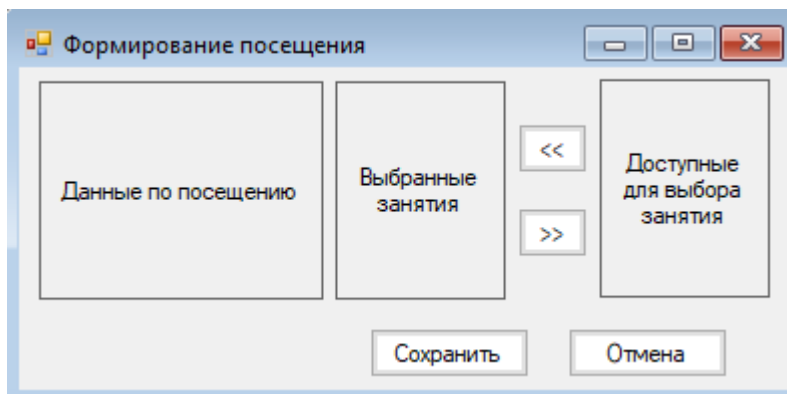 Формирование посещения
Данные по посещению
Выбранные
занятия
<<
>>
Доступные
для выбора
занятия
Сохранить
Отмена